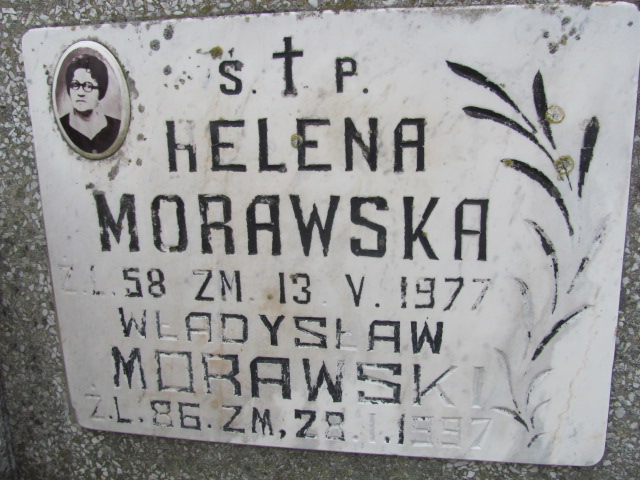 Ś. † P.
HELENA
MORAWSKA
Ż.L. 58 ZM. 13. V. 1977
WŁADYSŁAW
MORAWSKI
Ż.L. 86. ZM, 28.I.1997